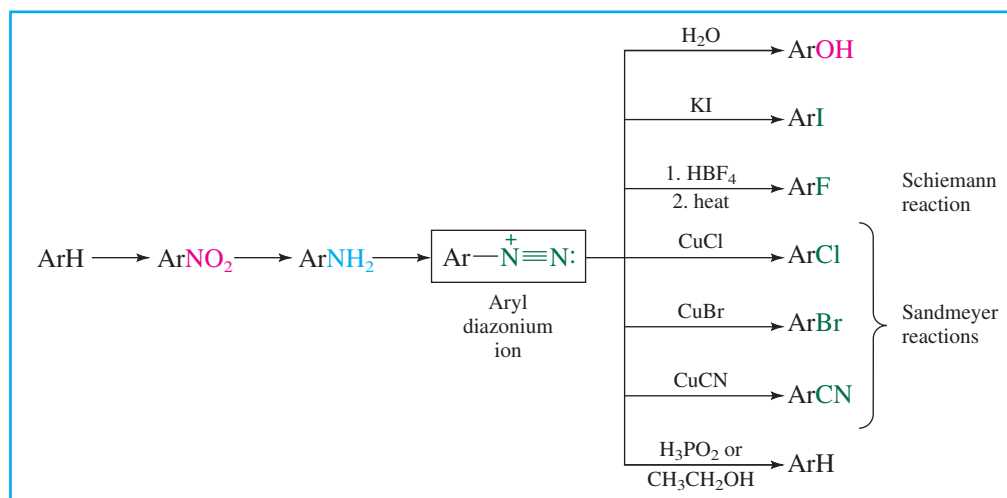 H₂O
ArOH
KI
ArI
1. HBF₄
2. heat
ArF
Schiemann
reaction
ArH
ArNO₂
ArNH₂
Ar—N⁺≡N:
Aryl
diazonium
ion
CuCl
ArCl
CuBr
ArBr
Sandmeyer
reactions
CuCN
ArCN
H₃PO₂ or
CH₃CH₂OH
ArH